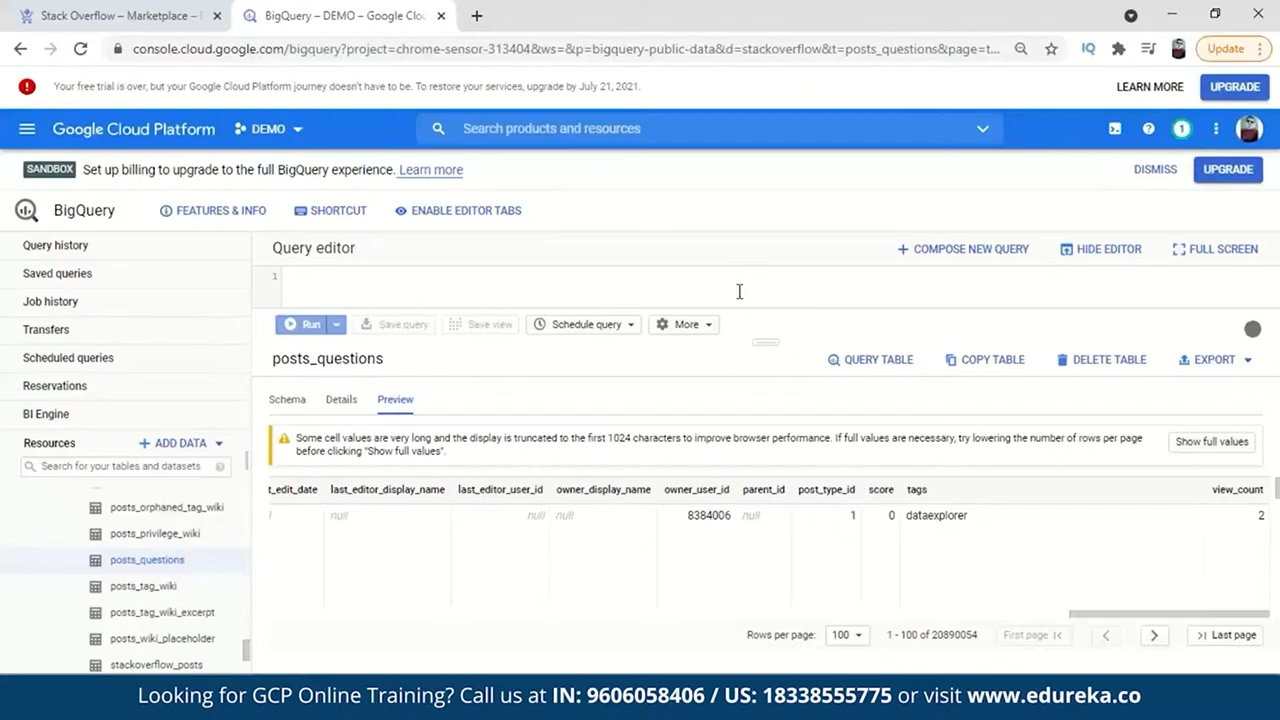 Stack Overflow – Marketplace –
BigQuery – DEMO – Google Clou
console.cloud.google.com/bigquery?project=chrome-sensor-313404&ws=&p=bigquery-public-data&d=stackoverflow&t=posts_questions&page=t...
IQ
Update
Your free trial is over, but your Google Cloud Platform journey doesn't have to be. To restore your services, upgrade by July 21, 2021.
LEARN MORE
UPGRADE
Google Cloud Platform
DEMO
Search products and resources
1
SANDBOX
Set up billing to upgrade to the full BigQuery experience. Learn more
DISMISS
UPGRADE
BigQuery
FEATURES & INFO
SHORTCUT
ENABLE EDITOR TABS
Query history
Saved queries
Job history
Transfers
Scheduled queries
Reservations
BI Engine
Resources
+ ADD DATA
Search for your tables and datasets
posts_orphaned_tag_wiki
posts_privilege_wiki
posts_questions
posts_tag_wiki
posts_tag_wiki_excerpt
posts_wiki_placeholder
stackoverflow_posts
Query editor
+ COMPOSE NEW QUERY
HIDE EDITOR
FULL SCREEN
1
Run
Save query
Save view
Schedule query
More
posts_questions
QUERY TABLE
COPY TABLE
DELETE TABLE
EXPORT
Schema
Details
Preview
Some cell values are very long and the display is truncated to the first 1024 characters to improve browser performance. If full values are necessary, try lowering the number of rows per page
before clicking "Show full values".
Show full values
t_edit_date last_editor_display_name last_editor_user_id owner_display_name owner_user_id parent_id post_type_id score tags view_count
null null null 8384006 null 1 0 dataexplorer 2
Rows per page: 100 1 - 100 of 20890054 First page Last page
Looking for GCP Online Training? Call us at IN: 9606058406 / US: 18338555775 or visit www.edureka.co